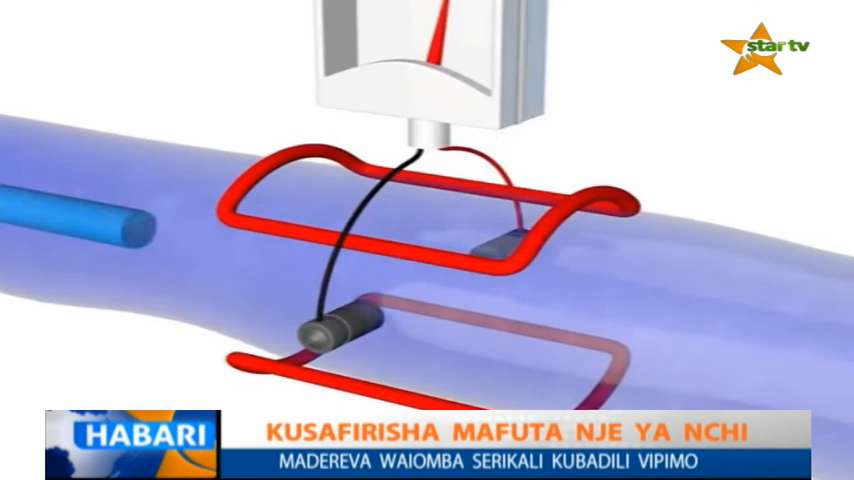 star tv
HABARI
KUSAFIRISHA MAFUTA NJE YA NCHI
MADEREVA WAIOMBA SERIKALI KUBADILI VIPIMO